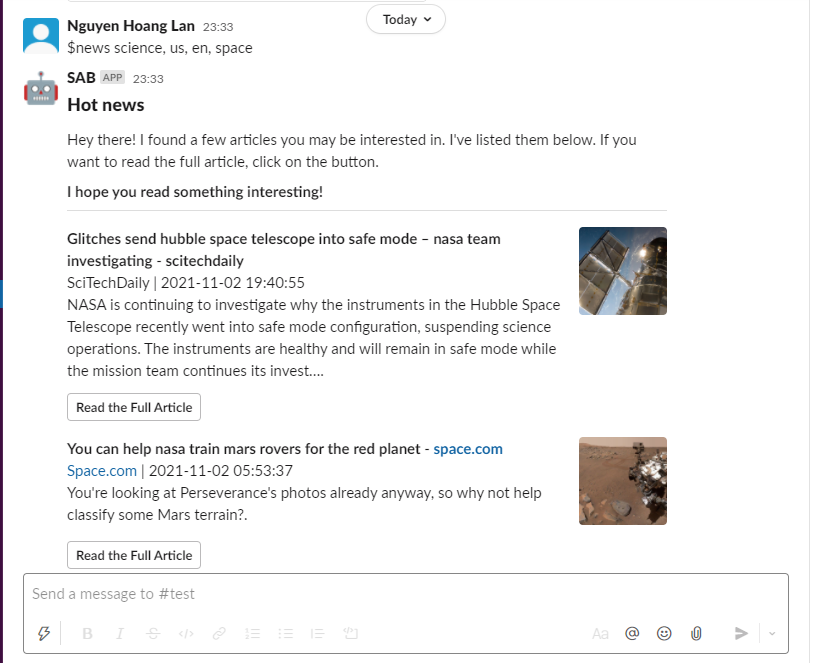 Today
Nguyen Hoang Lan 23:33
$news science, us, en, space
SAB APP 23:33
Hot news
Hey there! I found a few articles you may be interested in. I've listed them below. If you
want to read the full article, click on the button.
I hope you read something interesting!
Glitches send hubble space telescope into safe mode – nasa team
investigating - scitechdaily
SciTechDaily | 2021-11-02 19:40:55
NASA is continuing to investigate why the instruments in the Hubble Space
Telescope recently went into safe mode configuration, suspending science
operations. The instruments are healthy and will remain in safe mode while
the mission team continues its invest....
Read the Full Article
You can help nasa train mars rovers for the red planet - space.com
Space.com | 2021-11-02 05:53:37
You're looking at Perseverance's photos already anyway, so why not help
classify some Mars terrain?.
Read the Full Article
Send a message to #test
B I S </> Aa @